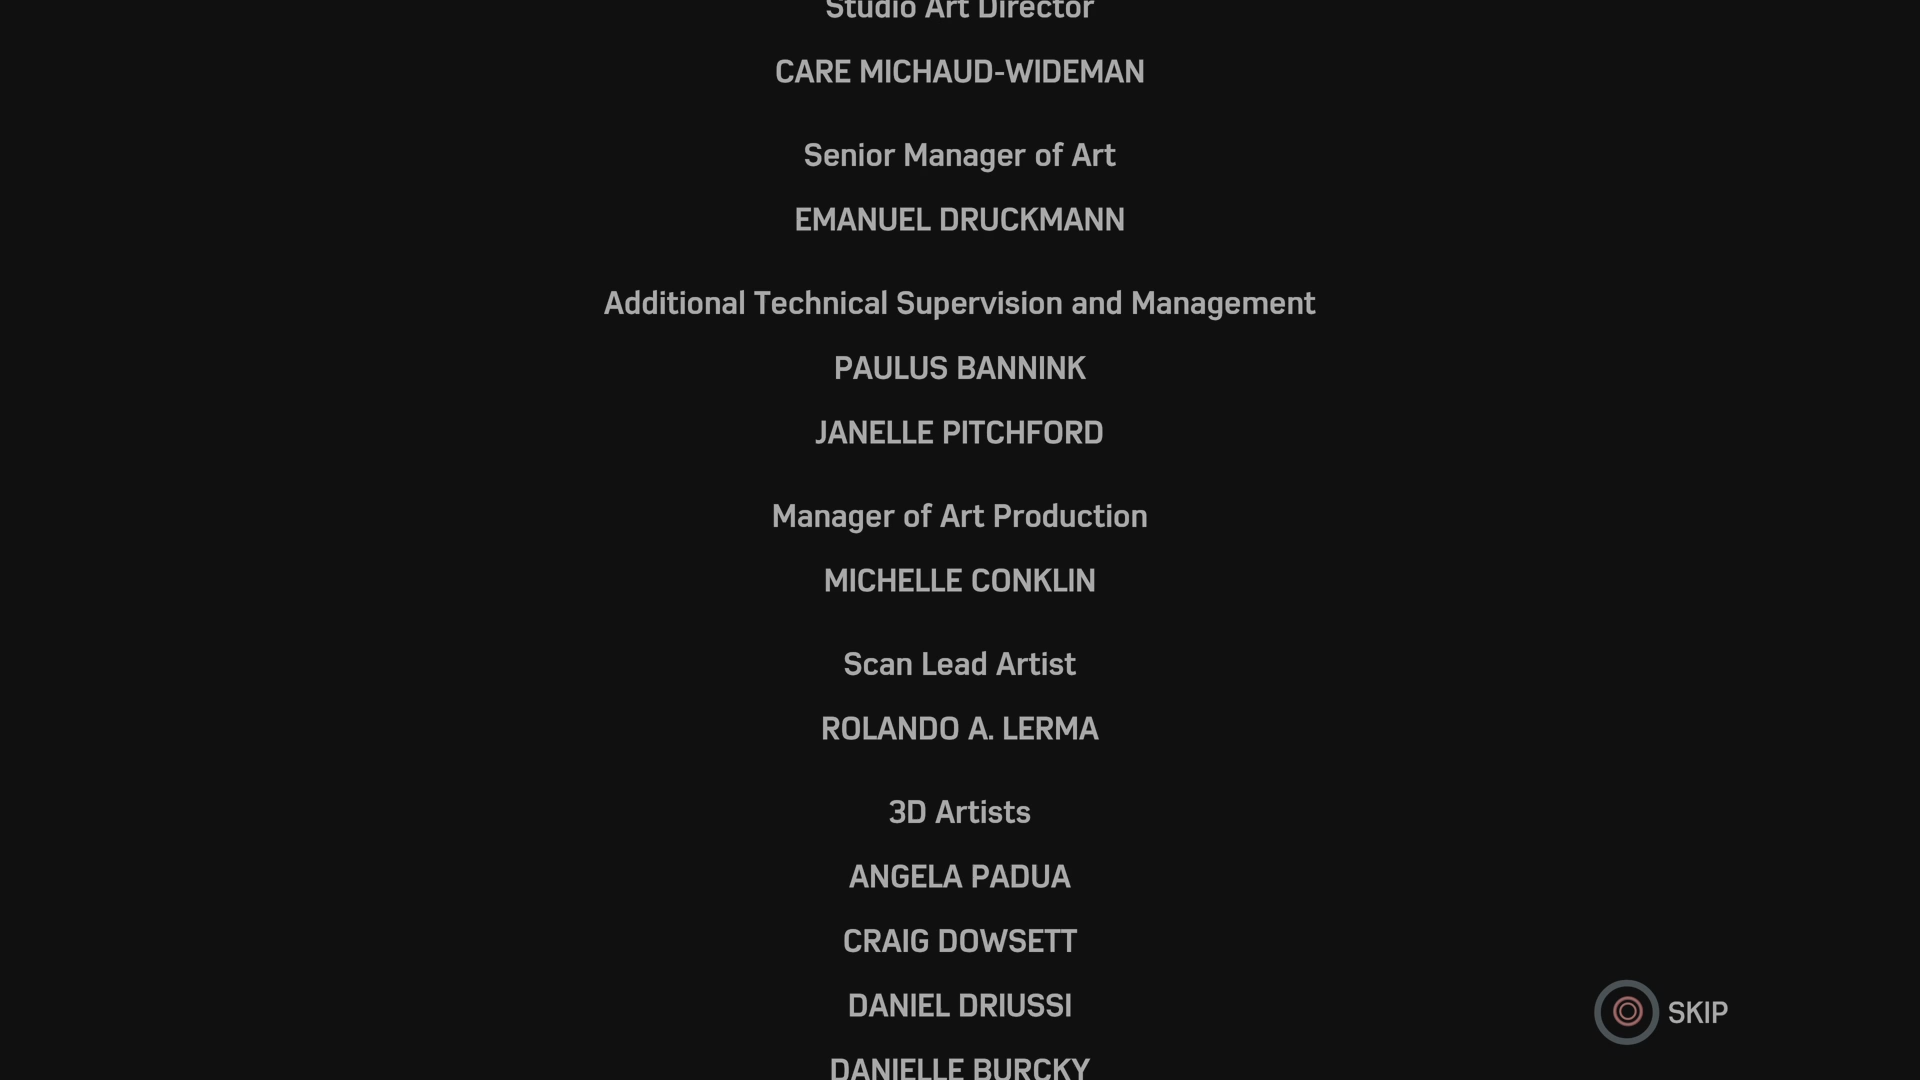 Studio Art Director
CARE MICHAUD-WIDEMAN
Senior Manager of Art
EMANUEL DRUCKMANN
Additional Technical Supervision and Management
PAULUS BANNINK
JANELLE PITCHFORD
Manager of Art Production
MICHELLE CONKLIN
Scan Lead Artist
ROLANDO A. LERMA
3D Artists
ANGELA PADUA
CRAIG DOWSETT
DANIEL DRIUSSI
DANIELLE BURCKY
SKIP